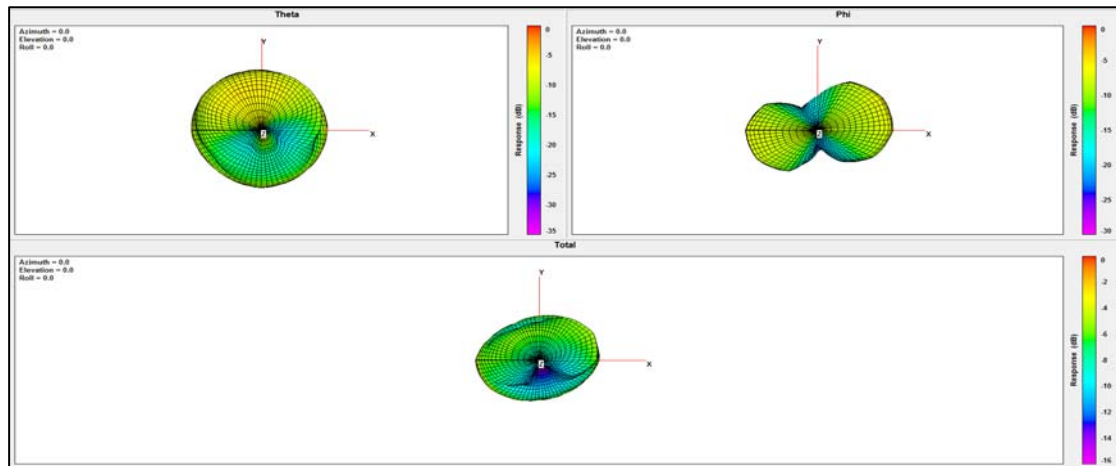 Theta
Azimuth = 0.0
Elevation = 0.0
Roll = 0.0
Y
X
Z
Response (dB)
0
-5
-10
-15
-20
-25
-30
-35
Phi
Azimuth = 0.0
Elevation = 0.0
Roll = 0.0
Y
X
Z
Response (dB)
0
-5
-10
-15
-20
-25
-30
Total
Azimuth = 0.0
Elevation = 0.0
Roll = 0.0
Y
X
Z
Response (dB)
0
-2
-4
-6
-8
-10
-12
-14
-16